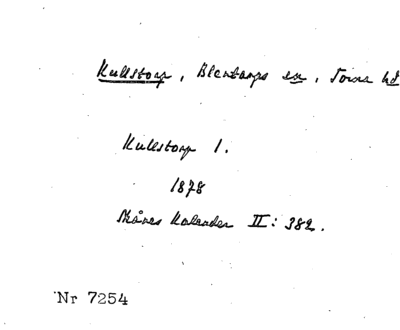 Kullstorp, Blentarps sn, Torna hd
Kullstorp 1.
1878
Skånes Kalender II: 382.
Nr 7254